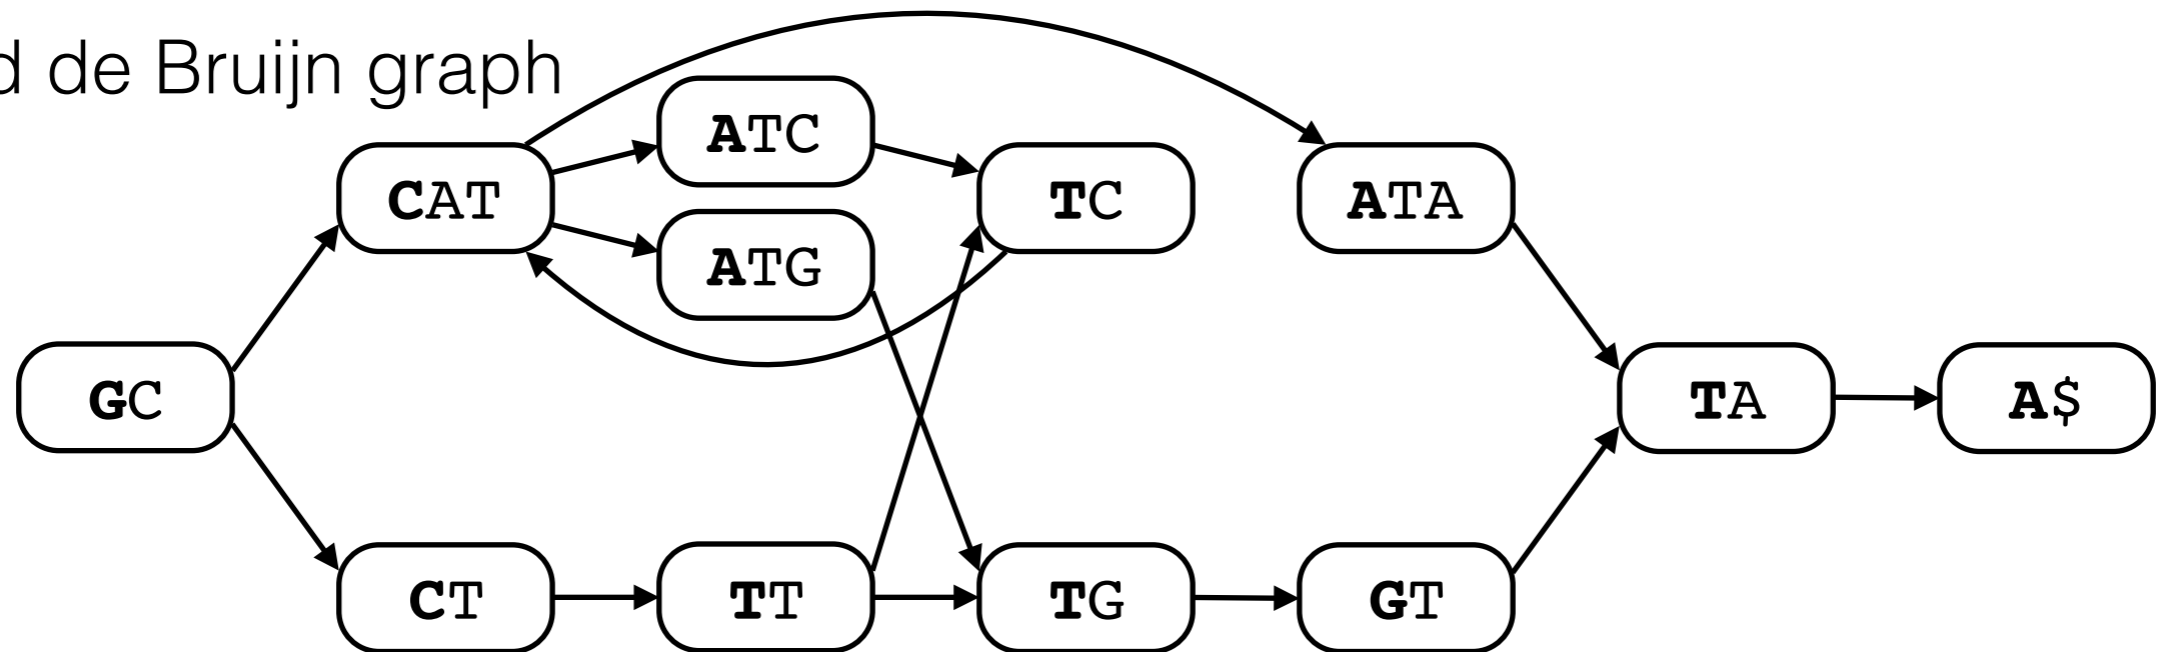 d de Bruijn graph
ATC
CAT
TC
ATA
ATG
GC
TA
A$
CT
TT
TG
GT